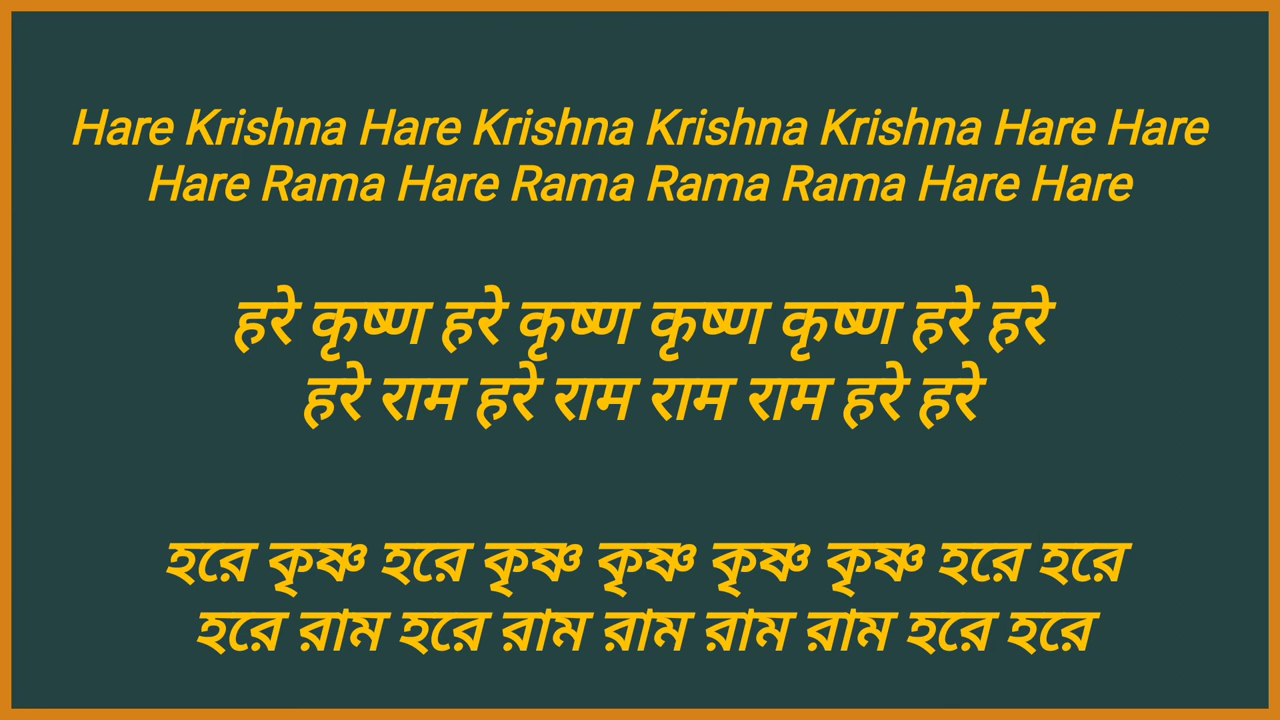 Hare Krishna Hare Krishna Krishna Krishna Hare Hare
Hare Rama Hare Rama Rama Rama Hare Hare
हरे कृष्ण हरे कृष्ण कृष्ण कृष्ण हरे हरे
हरे राम हरे राम राम राम हरे हरे
হরে কৃষ্ণ হরে কৃষ্ণ কৃষ্ণ কৃষ্ণ কৃষ্ণ হরে হরে
হরে রাম হরে রাম রাম রাম রাম হরে হরে